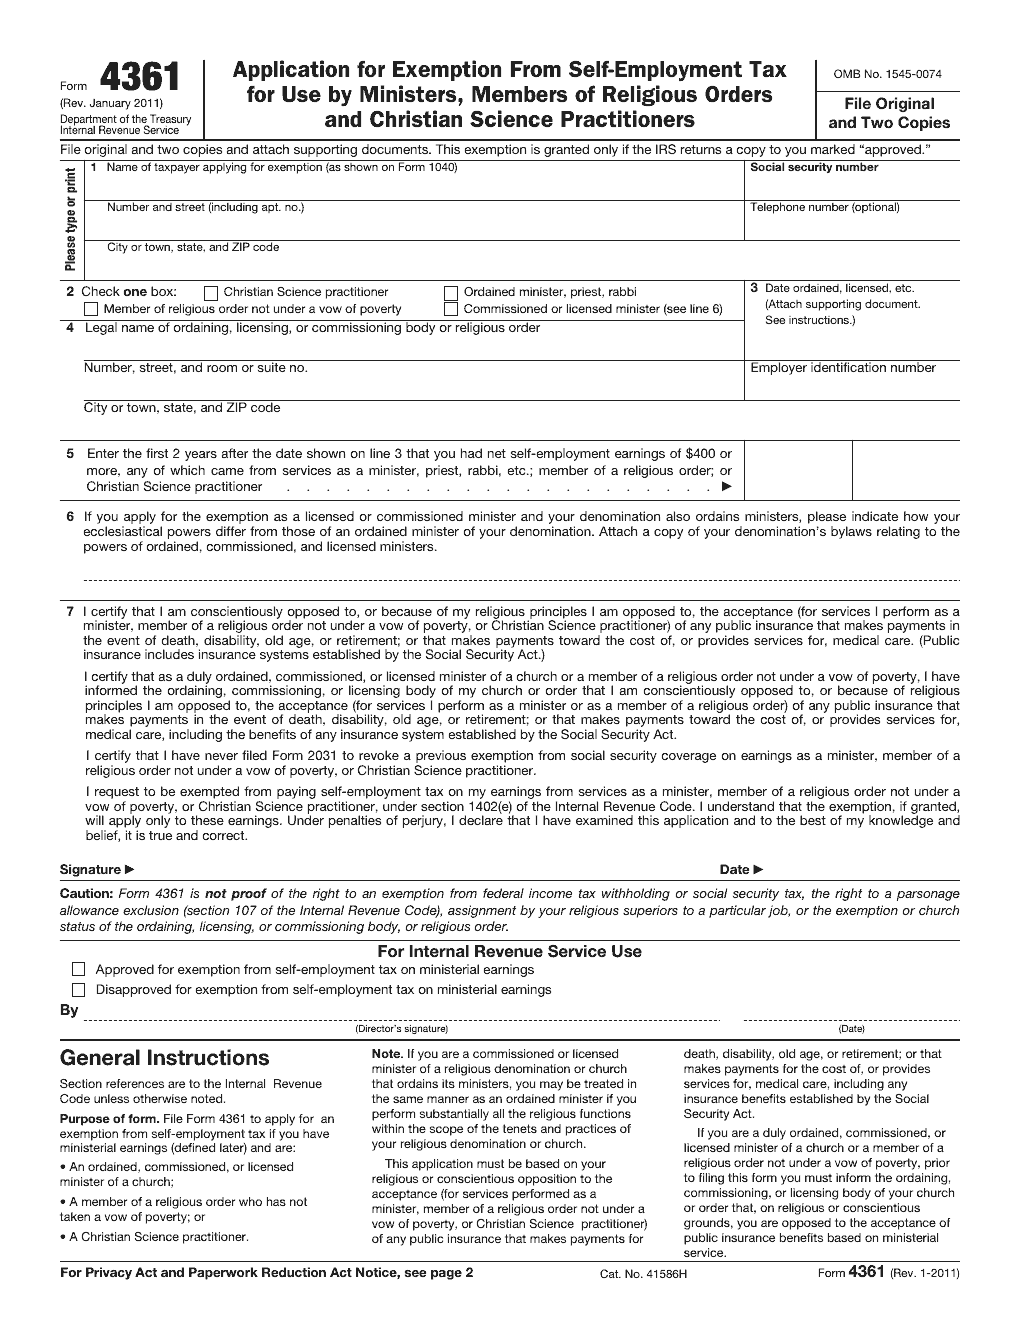 Form 4361
(Rev. January 2011)
Department of the Treasury
Internal Revenue Service
Application for Exemption From Self-Employment Tax
for Use by Ministers, Members of Religious Orders
and Christian Science Practitioners
OMB No. 1545-0074
File Original
and Two Copies
File original and two copies and attach supporting documents. This exemption is granted only if the IRS returns a copy to you marked “approved.”
Please type or print
1 Name of taxpayer applying for exemption (as shown on Form 1040)
Social security number
Number and street (including apt. no.)
Telephone number (optional)
City or town, state, and ZIP code
2 Check one box: Christian Science practitioner Ordained minister, priest, rabbi
Member of religious order not under a vow of poverty Commissioned or licensed minister (see line 6)
3 Date ordained, licensed, etc.
(Attach supporting document.
See instructions.)
4 Legal name of ordaining, licensing, or commissioning body or religious order
Number, street, and room or suite no.
Employer identification number
City or town, state, and ZIP code
5 Enter the first 2 years after the date shown on line 3 that you had net self-employment earnings of $400 or
more, any of which came from services as a minister, priest, rabbi, etc.; member of a religious order; or
Christian Science practitioner . . . . . . . . . . . . . . . . . . . . . . ▶
6 If you apply for the exemption as a licensed or commissioned minister and your denomination also ordains ministers, please indicate how your
ecclesiastical powers differ from those of an ordained minister of your denomination. Attach a copy of your denomination’s bylaws relating to the
powers of ordained, commissioned, and licensed ministers.
7 I certify that I am conscientiously opposed to, or because of my religious principles I am opposed to, the acceptance (for services I perform as a
minister, member of a religious order not under a vow of poverty, or Christian Science practitioner) of any public insurance that makes payments in
the event of death, disability, old age, or retirement; or that makes payments toward the cost of, or provides services for, medical care. (Public
insurance includes insurance systems established by the Social Security Act.)
I certify that as a duly ordained, commissioned, or licensed minister of a church or a member of a religious order not under a vow of poverty, I have
informed the ordaining, commissioning, or licensing body of my church or order that I am conscientiously opposed to, or because of religious
principles I am opposed to, the acceptance (for services I perform as a minister or as a member of a religious order) of any public insurance that
makes payments in the event of death, disability, old age, or retirement; or that makes payments toward the cost of, or provides services for,
medical care, including the benefits of any insurance system established by the Social Security Act.
I certify that I have never filed Form 2031 to revoke a previous exemption from social security coverage on earnings as a minister, member of a
religious order not under a vow of poverty, or Christian Science practitioner.
I request to be exempted from paying self-employment tax on my earnings from services as a minister, member of a religious order not under a
vow of poverty, or Christian Science practitioner, under section 1402(e) of the Internal Revenue Code. I understand that the exemption, if granted,
will apply only to these earnings. Under penalties of perjury, I declare that I have examined this application and to the best of my knowledge and
belief, it is true and correct.
Signature ▶ Date ▶
Caution: Form 4361 is not proof of the right to an exemption from federal income tax withholding or social security tax, the right to a parsonage
allowance exclusion (section 107 of the Internal Revenue Code), assignment by your religious superiors to a particular job, or the exemption or church
status of the ordaining, licensing, or commissioning body, or religious order.
For Internal Revenue Service Use
Approved for exemption from self-employment tax on ministerial earnings
Disapproved for exemption from self-employment tax on ministerial earnings
By
(Director’s signature) (Date)
General Instructions
Section references are to the Internal Revenue
Code unless otherwise noted.
Purpose of form. File Form 4361 to apply for an
exemption from self-employment tax if you have
ministerial earnings (defined later) and are:
• An ordained, commissioned, or licensed
minister of a church;
• A member of a religious order who has not
taken a vow of poverty; or
• A Christian Science practitioner.
Note. If you are a commissioned or licensed
minister of a religious denomination or church
that ordains its ministers, you may be treated in
the same manner as an ordained minister if you
perform substantially all the religious functions
within the scope of the tenets and practices of
your religious denomination or church.
This application must be based on your
religious or conscientious opposition to the
acceptance (for services performed as a
minister, member of a religious order not under a
vow of poverty, or Christian Science practitioner)
of any public insurance that makes payments for
death, disability, old age, or retirement; or that
makes payments for the cost of, or provides
services for, medical care, including any
insurance benefits established by the Social
Security Act.
If you are a duly ordained, commissioned, or
licensed minister of a church or a member of a
religious order not under a vow of poverty, prior
to filing this form you must inform the ordaining,
commissioning, or licensing body of your church
or order that, on religious or conscientious
grounds, you are opposed to the acceptance of
public insurance benefits based on ministerial
service.
For Privacy Act and Paperwork Reduction Act Notice, see page 2
Cat. No. 41586H
Form 4361 (Rev. 1-2011)